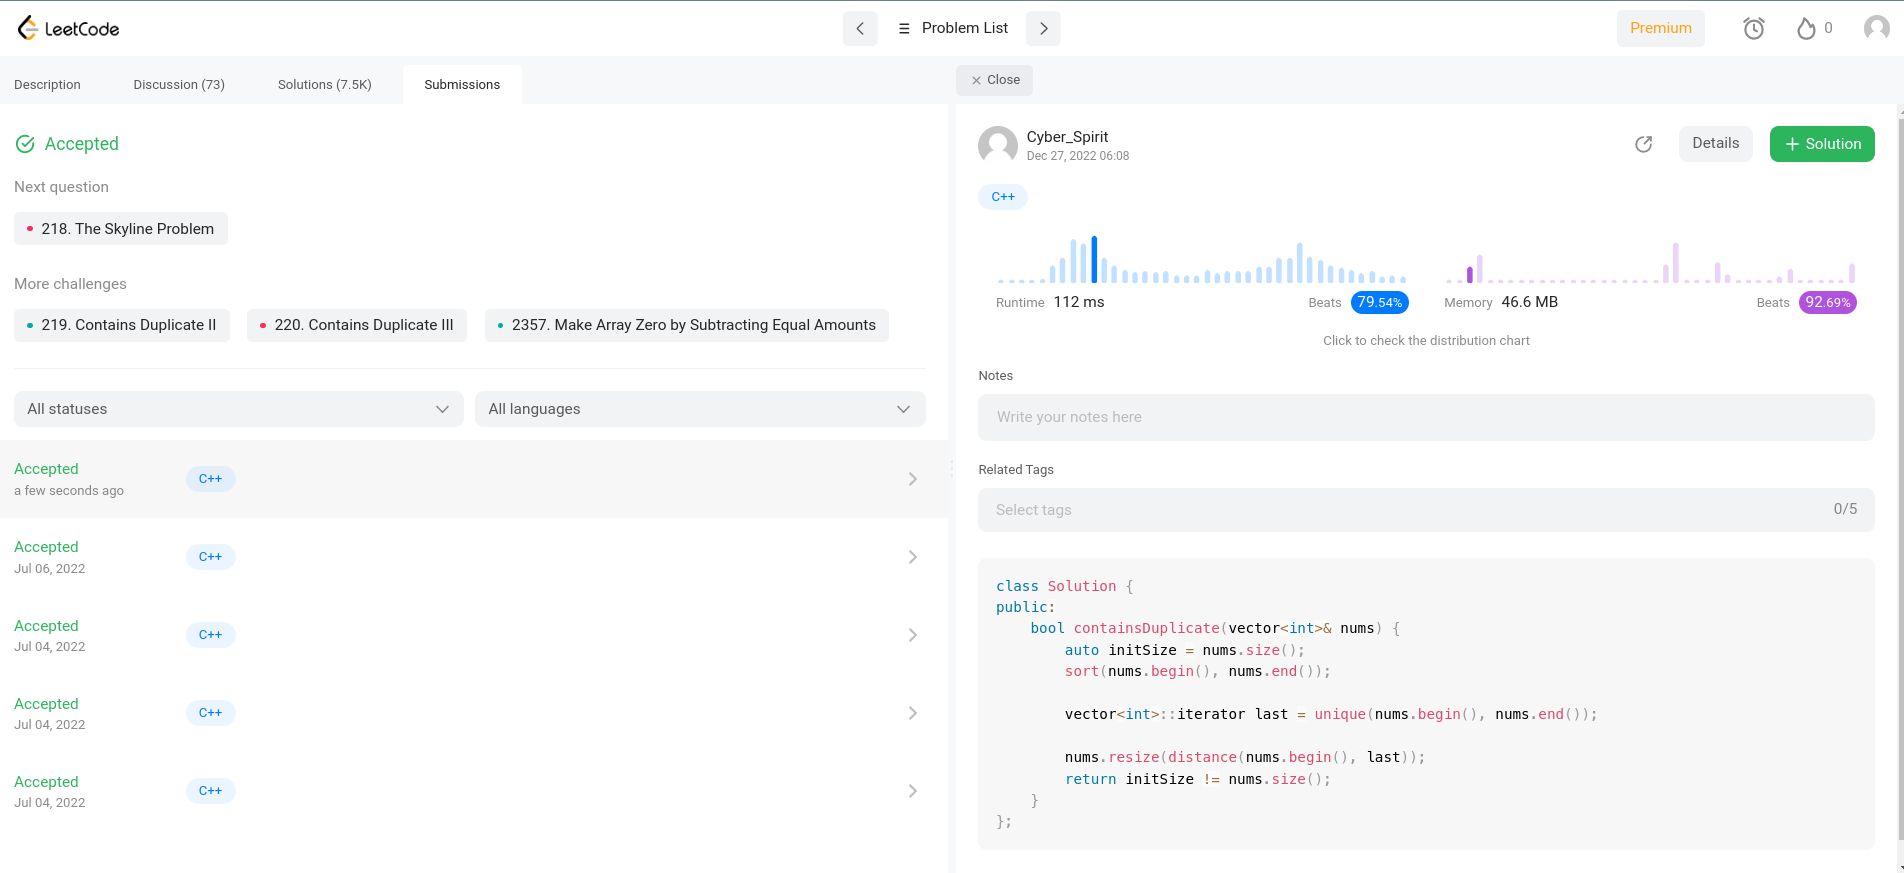 LeetCode
Problem List
Premium
0
Description
Discussion (73)
Solutions (7.5K)
Submissions
Accepted
Next question
218. The Skyline Problem
More challenges
219. Contains Duplicate II
220. Contains Duplicate III
2357. Make Array Zero by Subtracting Equal Amounts
All statuses
All languages
Accepted
a few seconds ago
C++
Accepted
Jul 06, 2022
C++
Accepted
Jul 04, 2022
C++
Accepted
Jul 04, 2022
C++
Accepted
Jul 04, 2022
C++
Close
Cyber_Spirit
Dec 27, 2022 06:08
Details
+ Solution
C++
Runtime 112 ms
Beats 79.54%
Memory 46.6 MB
Beats 92.69%
Click to check the distribution chart
Notes
Write your notes here
Related Tags
Select tags
0/5
class Solution {
public:
    bool containsDuplicate(vector<int>& nums) {
        auto initSize = nums.size();
        sort(nums.begin(), nums.end());
        vector<int>::iterator last = unique(nums.begin(), nums.end());
        nums.resize(distance(nums.begin(), last));
        return initSize != nums.size();
    }
};